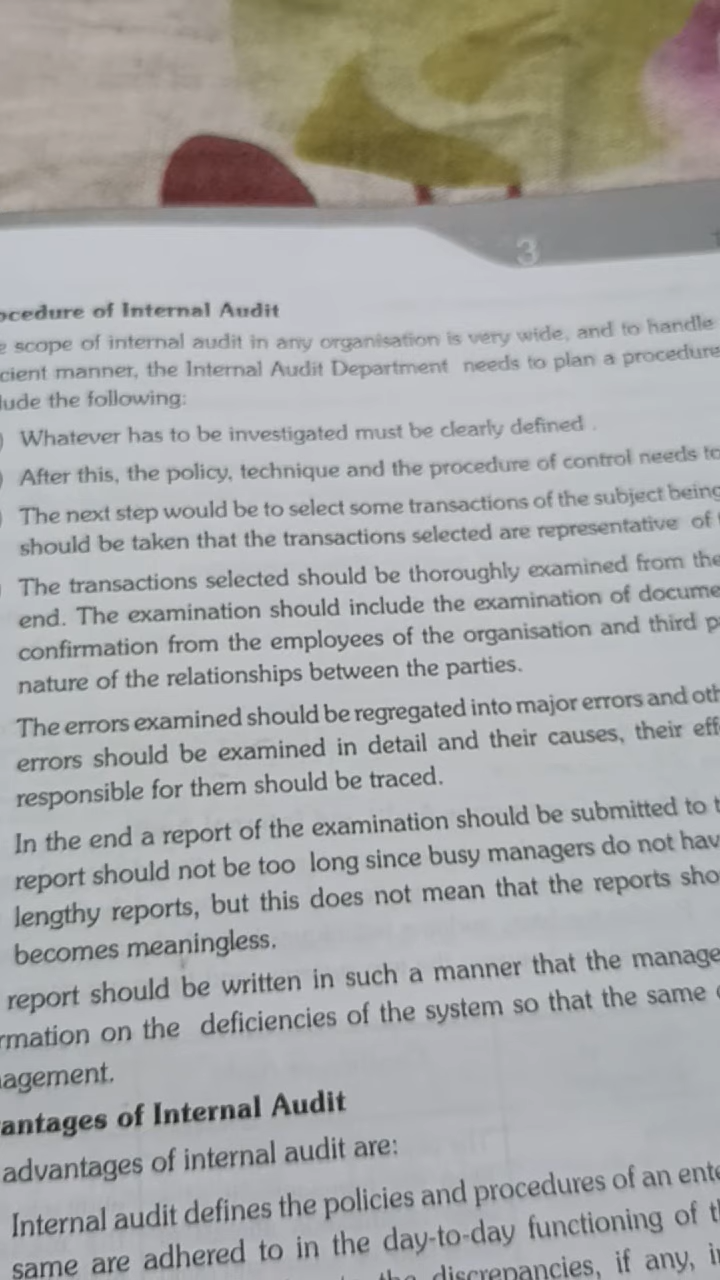 3
ocedure of Internal Audit
scope of internal audit in any organisation is very wide, and to handle
cient manner, the Internal Audit Department needs to plan a procedure
lude the following:
) Whatever has to be investigated must be clearly defined .
) After this, the policy, technique and the procedure of control needs to
) The next step would be to select some transactions of the subject being
should be taken that the transactions selected are representative of
The transactions selected should be thoroughly examined from the
end. The examination should include the examination of docume
confirmation from the employees of the organisation and third p
nature of the relationships between the parties.
The errors examined should be regregated into major errors and oth
errors should be examined in detail and their causes, their eff
responsible for them should be traced.
In the end a report of the examination should be submitted to t
report should not be too long since busy managers do not hav
lengthy reports, but this does not mean that the reports sho
becomes meaningless.
report should be written in such a manner that the manage
rmation on the deficiencies of the system so that the same
agement.
antages of Internal Audit
advantages of internal audit are:
Internal audit defines the policies and procedures of an ente
same are adhered to in the day-to-day functioning of t
the discrepancies, if any, i